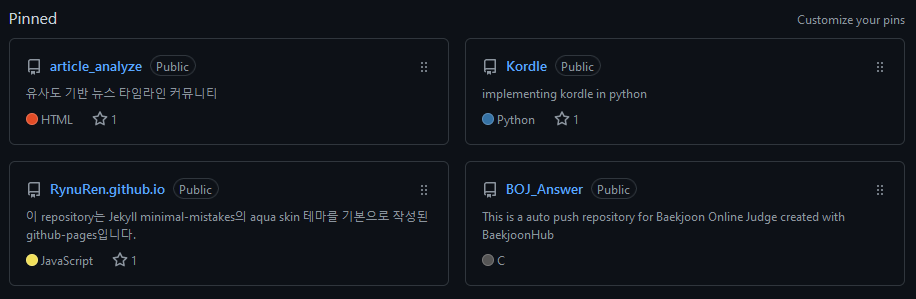 Pinned
Customize your pins
article_analyze Public
유사도 기반 뉴스 타임라인 커뮤니티
HTML 1
Kordle Public
implementing kordle in python
Python 1
RynuRen.github.io Public
이 repository는 Jekyll minimal-mistakes의 aqua skin 테마를 기본으로 작성된
github-pages입니다.
JavaScript 1
BOJ_Answer Public
This is a auto push repository for Baekjoon Online Judge created with
BaekjoonHub
C